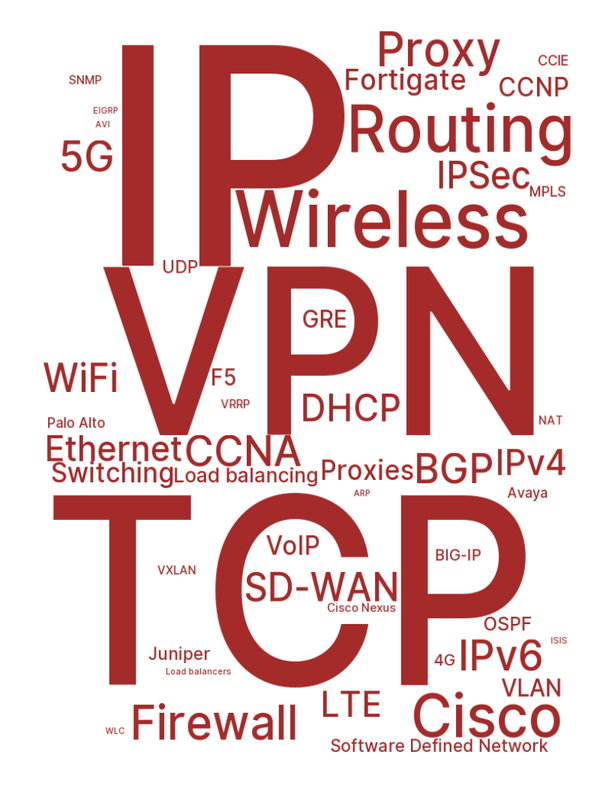 IP
Proxy
CCIE
SNMP
Fortigate
CCNP
EIGRP
AVI
Routing
5G
IPSec
MPLS
Wireless
UDP
VPN
GRE
WiFi
F5
VRRP
DHCP
Palo Alto
NAT
Ethernet
CCNA
Switching
Load balancing
Proxies
BGP
IPv4
ARP
Avaya
TCP
VoIP
BIG-IP
VXLAN
SD-WAN
Cisco Nexus
OSPF
ISIS
Juniper
4G
IPv6
Load balancers
VLAN
LTE
Cisco
WLC
Firewall
Software Defined Network